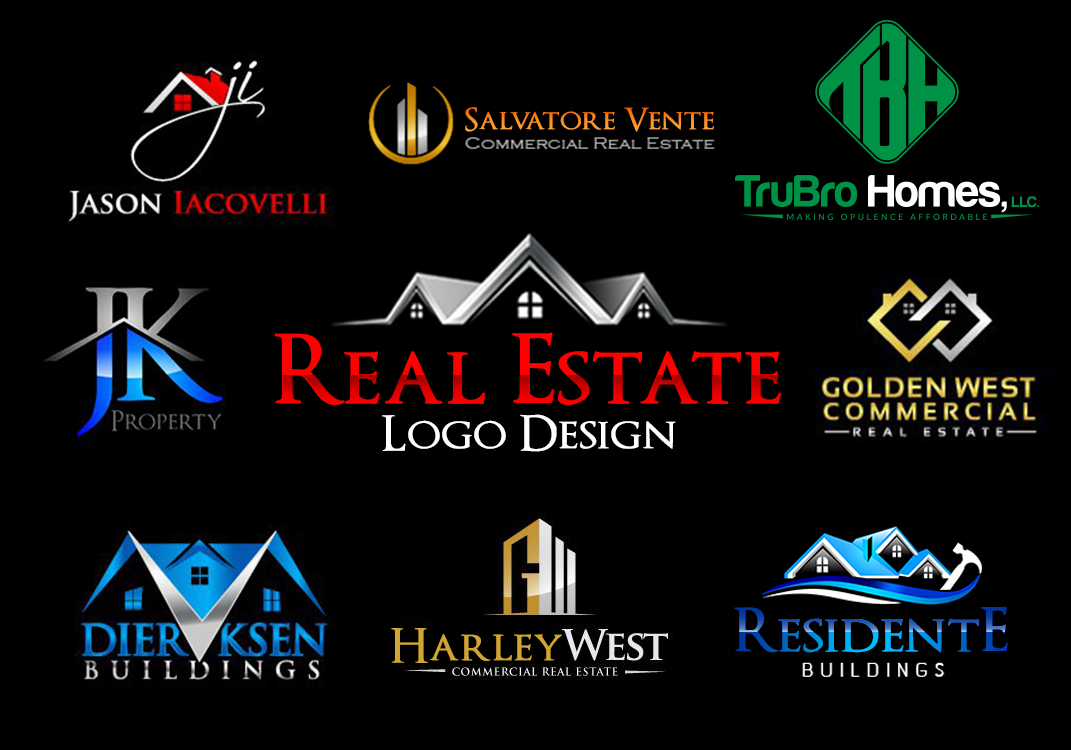 ji
JASON IACOVELLI
SALVATORE VENTE
COMMERCIAL REAL ESTATE
TBH
TruBro Homes, LLC.
MAKING OPULENCE AFFORDABLE
JK
PROPERTY
REAL ESTATE
LOGO DESIGN
GOLDEN WEST
COMMERCIAL
REAL ESTATE
DIERKSEN
BUILDINGS
G
HARLEYWEST
COMMERCIAL REAL ESTATE
RESIDENTE
BUILDINGS